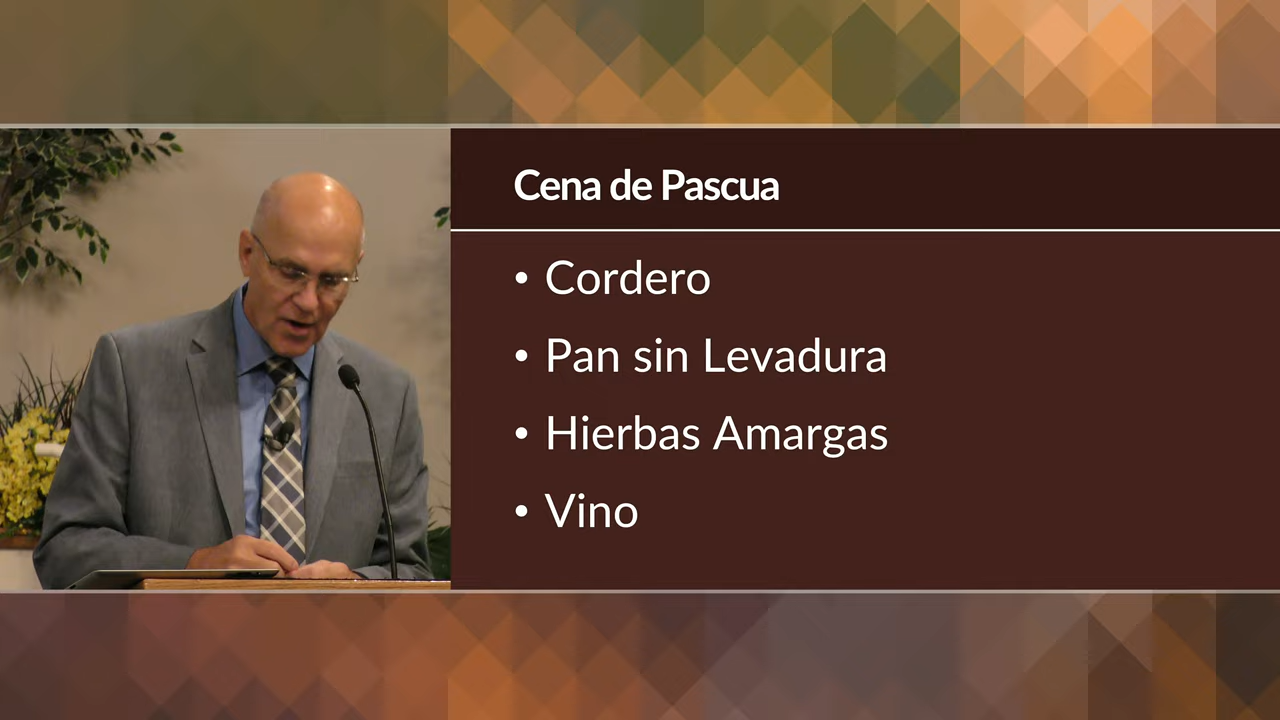 Cena de Pascua
• Cordero
• Pan sin Levadura
• Hierbas Amargas
• Vino